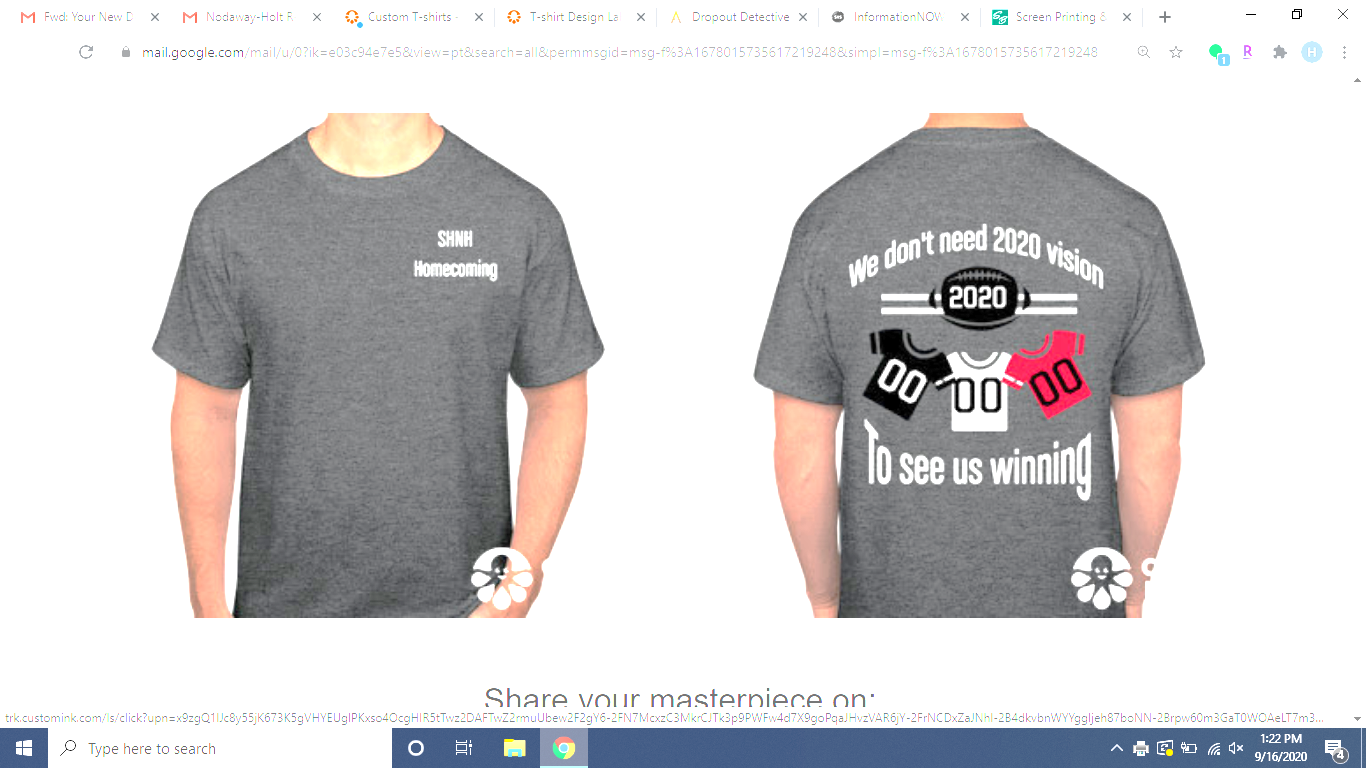 Fwd: Your New D
Nodaway-Holt R
Custom T-shirts -
T-shirt Design La
Dropout Detective
InformationNOW
Screen Printing &
mail.google.com/mail/u/0?ik=e03c94e7e5&view=pt&search=all&permmsgid=msg-f%3A1678015735617219248&simpl=msg-f%3A1678015735617219248
1
R
H
SHNH
Homecoming
We don't need 2020 vision
2020
00
00
00
To see us winning
Share your masterpiece on:
Type here to search
1:22 PM
9/16/2020
4